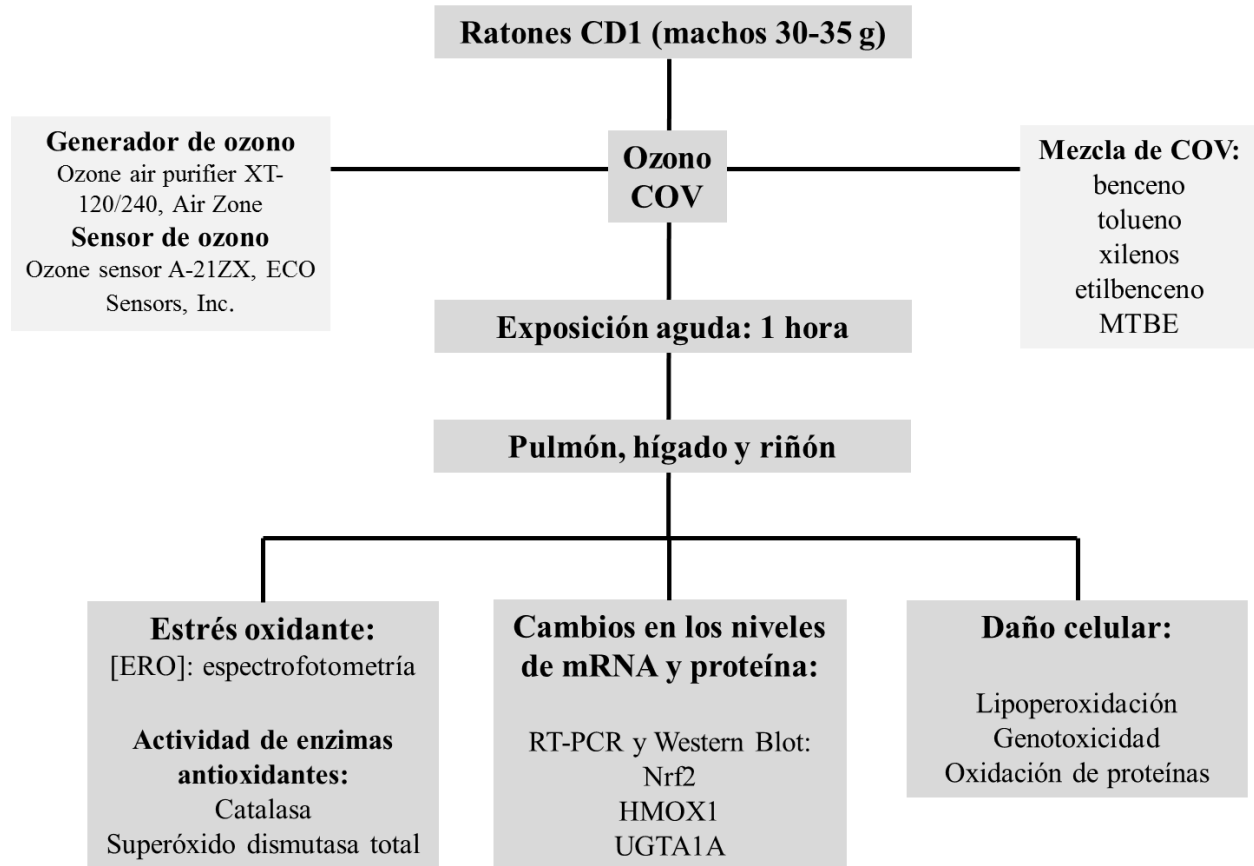 Ratones CD1 (machos 30-35 g)
Generador de ozono
Ozone air purifier XT-
120/240, Air Zone
Sensor de ozono
Ozone sensor A-21ZX, ECO
Sensors, Inc.
Ozono
COV
Mezcla de COV:
benceno
tolueno
xilenos
etilbenceno
MTBE
Exposición aguda: 1 hora
Pulmón, hígado y riñón
Estrés oxidante:
[ERO]: espectrofotometría
Actividad de enzimas
antioxidantes:
Catalasa
Superóxido dismutasa total
Cambios en los niveles
de mRNA y proteína:
RT-PCR y Western Blot:
Nrf2
HMOX1
UGTA1A
Daño celular:
Lipoperoxidación
Genotoxicidad
Oxidación de proteínas